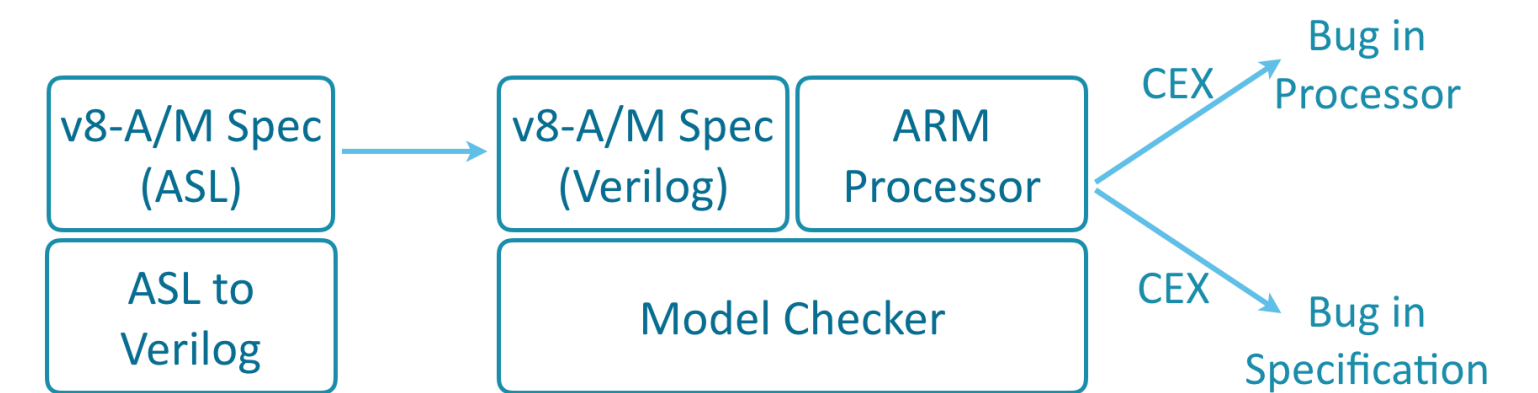 v8-A/M Spec
(ASL)
ASL to
Verilog
v8-A/M Spec
(Verilog)
ARM
Processor
Model Checker
CEX
Bug in
Processor
CEX
Bug in
Specification